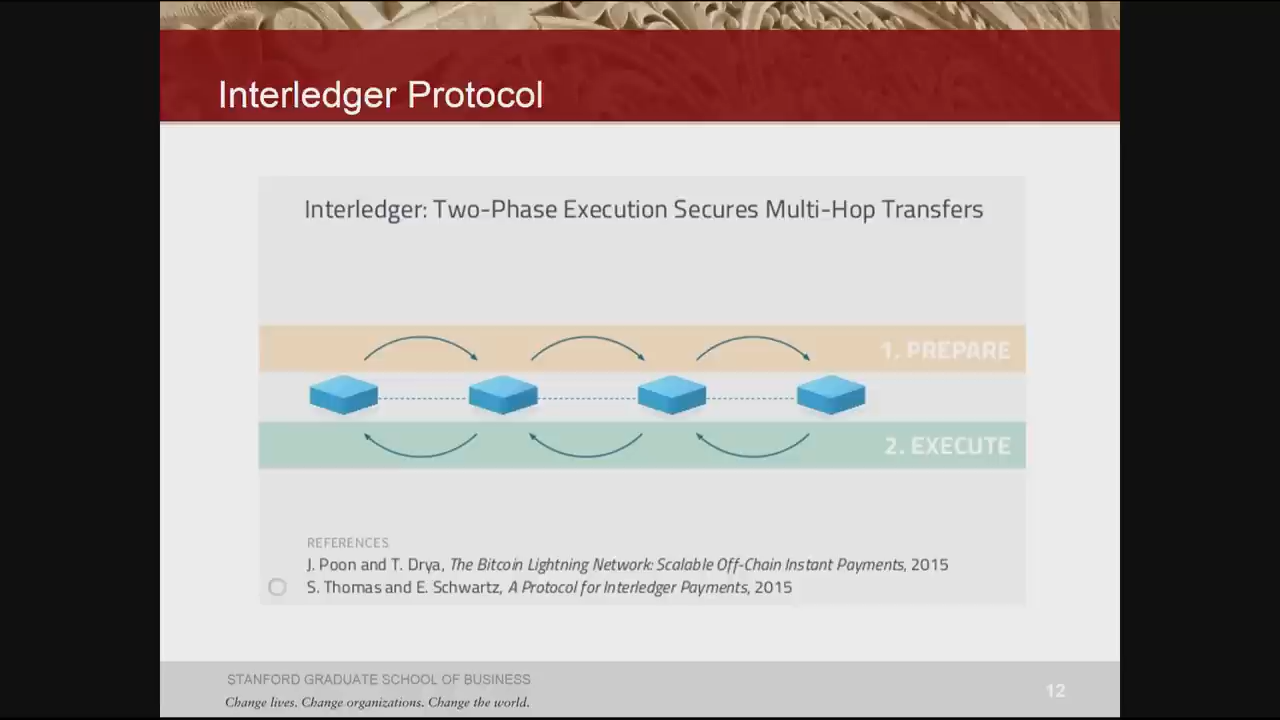 Interledger Protocol
Interledger: Two-Phase Execution Secures Multi-Hop Transfers
1. PREPARE
2. EXECUTE
REFERENCES
J. Poon and T. Drya, The Bitcoin Lightning Network: Scalable Off-Chain Instant Payments, 2015
S. Thomas and E. Schwartz, A Protocol for Interledger Payments, 2015
STANFORD GRADUATE SCHOOL OF BUSINESS
Change lives. Change organizations. Change the world.
12